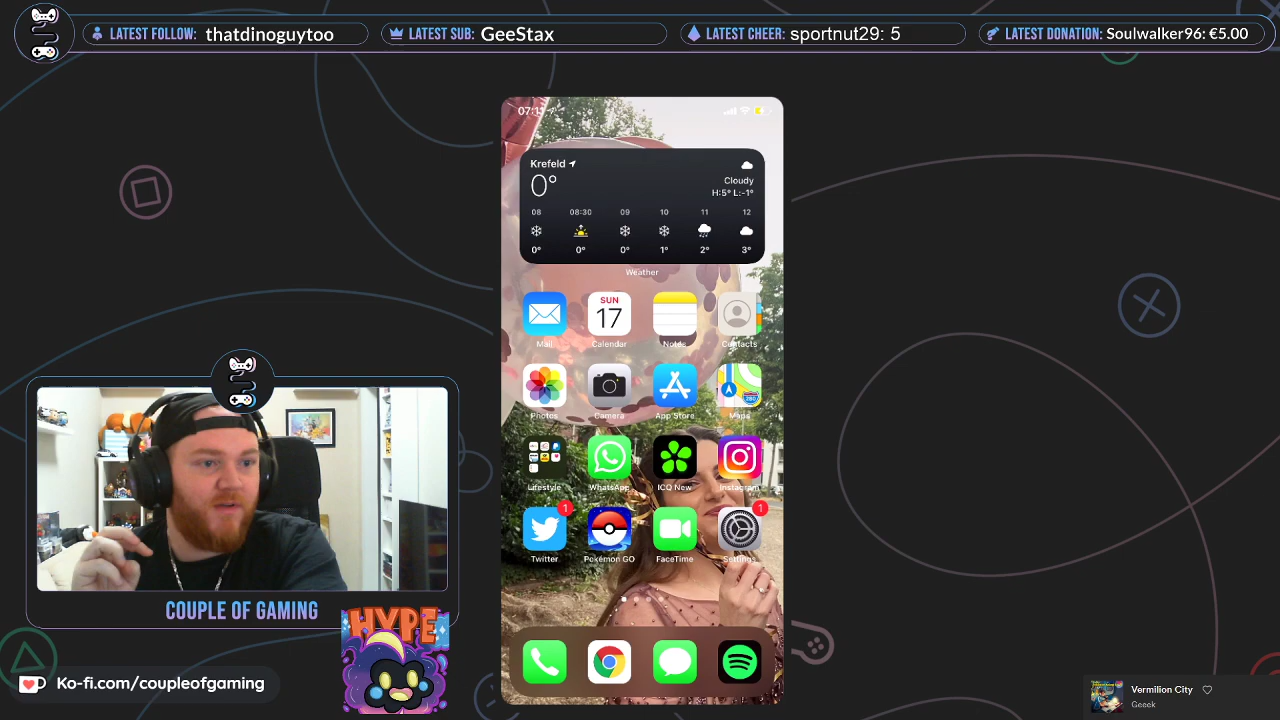 LATEST FOLLOW: thatdinoguytoo
LATEST SUB: GeeStax
LATEST CHEER: sportnut29: 5
LATEST DONATION: Soulwalker96: €5.00
Krefeld
0°
Cloudy
H:5° L:-1°
08 08:30 09 10 11 12
0° 0° 0° 1° 2° 3°
Weather
SUN
17
Mail Calendar Notes Contacts
280
Photos Camera App Store Maps
Lifestyle WhatsApp ICQ New Instagram
1 1
Twitter Pokémon GO FaceTime Settings
COUPLE OF GAMING
HYPE
Ko-fi.com/coupleofgaming
Vermilion City
Geeek